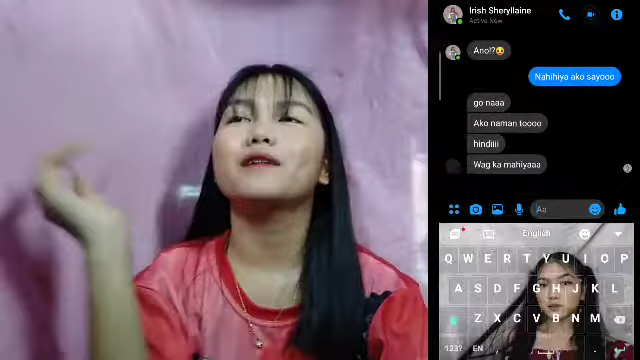 Irish Sheryllaine
Active Now
Ano!?😆
Nahihiya ako sayooo
go naaa
Ako naman toooo
hindiiii
Wag ka mahiyaaa
Aa
English
Q W E R T Y U I O P
A S D F G H J K L
Z X C V B N M
123? EN ,